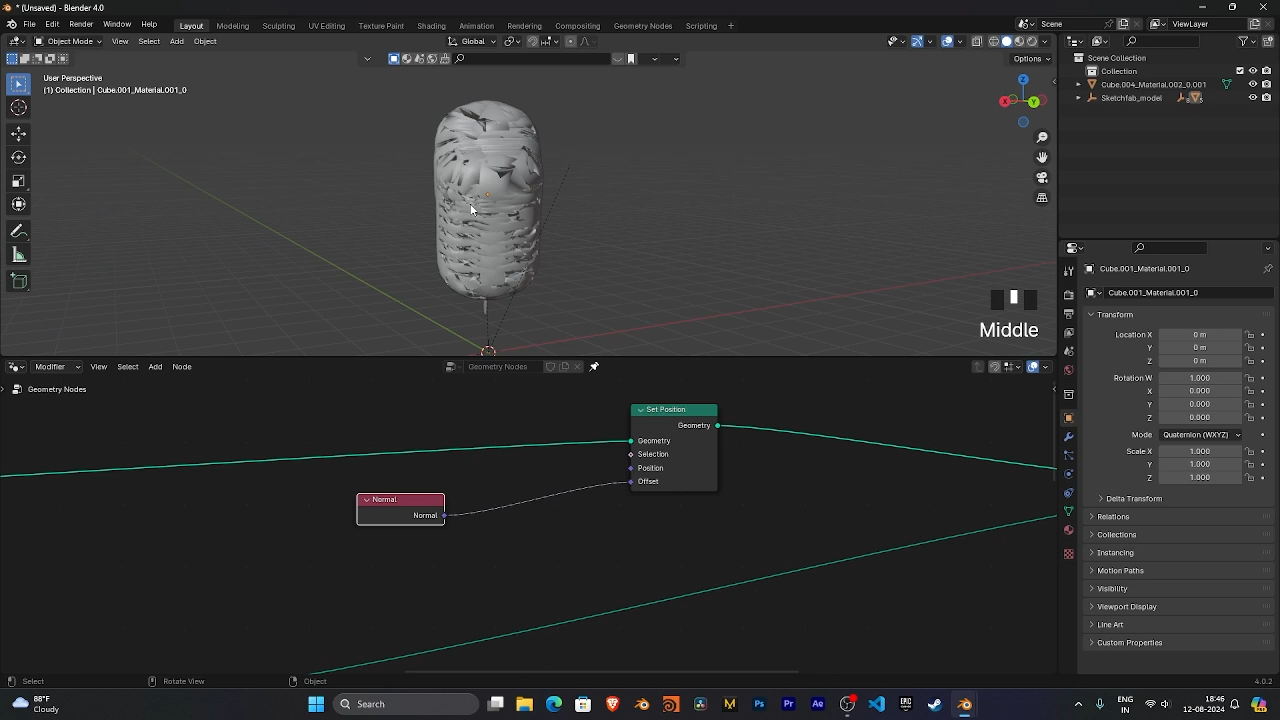 * (Unsaved) - Blender 4.0
File Edit Render Window Help Layout Modeling Sculpting UV Editing Texture Paint Shading Animation Rendering Compositing Geometry Nodes Scripting + Scene ViewLayer
Object Mode View Select Add Object Global
Options
User Perspective
(1) Collection | Cube.001_Material.001_0
Scene Collection
Collection
Cube.004_Material.002_0.001
Sketchfab_model
X Y Z
Middle
Cube.001_Material.001_0
Cube.001_Material.001_0
Transform
Location X 0 m
Y 0 m
Z 0 m
Rotation W 1.000
X 0.000
Y 0.000
Z 0.000
Mode Quaternion (WXYZ)
Scale X 1.000
Y 1.000
Z 1.000
Delta Transform
Relations
Collections
Instancing
Motion Paths
Visibility
Viewport Display
Line Art
Custom Properties
Modifier View Select Add Node Geometry Nodes
Geometry Nodes
Set Position
Geometry
Geometry
Selection
Position
Offset
Normal
Normal
Select Rotate View Object 4.0.2
88°F
Cloudy
Search
ENG
IN
18:46
12-08-2024